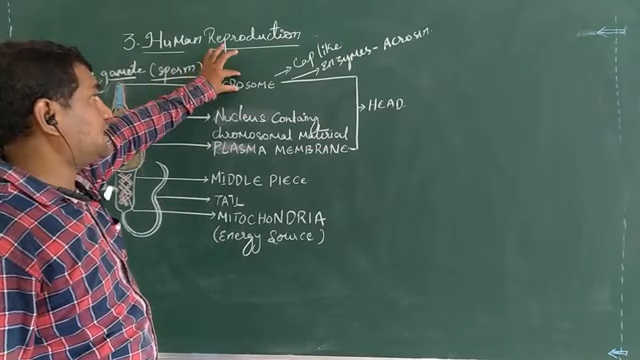 3. Human Reproduction
gamete (sperm)
Cap like
Enzymes - Acrosin
HEAD
Nucleus Containg
chromosomal material
PLASMA MEMBRANE
MIDDLE PIECE
TAIL
MITOCHONDRIA
(Energy Source)